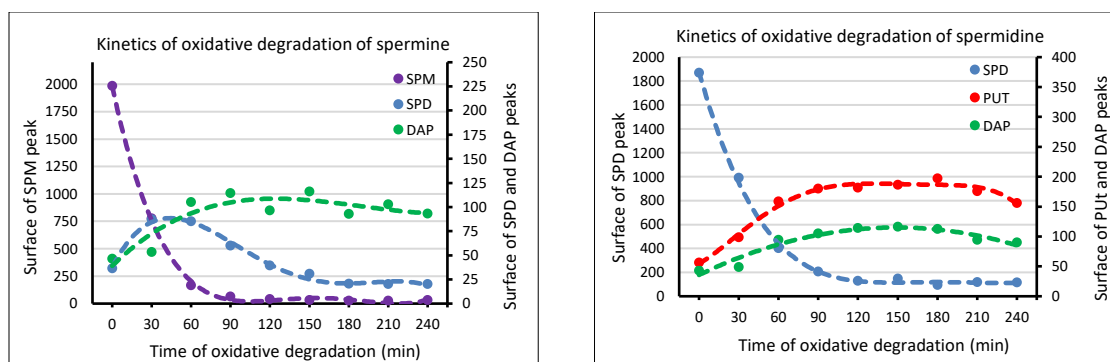 Kinetics of oxidative degradation of spermine
Surface of SPM peak
2000
1750
1500
1250
1000
750
500
250
0
SPM
SPD
DAP
250
225
200
175
150
125
100
75
50
25
0
Surface of SPD and DAP peaks
0 30 60 90 120 150 180 210 240
Time of oxidative degradation (min)
Kinetics of oxidative degradation of spermidine
Surface of SPD peak
2000
1800
1600
1400
1200
1000
800
600
400
200
0
SPD
PUT
DAP
400
350
300
250
200
150
100
50
0
Surface of PUt and DAP peaks
0 30 60 90 120 150 180 210 240
Time of oxidative degradation (min)